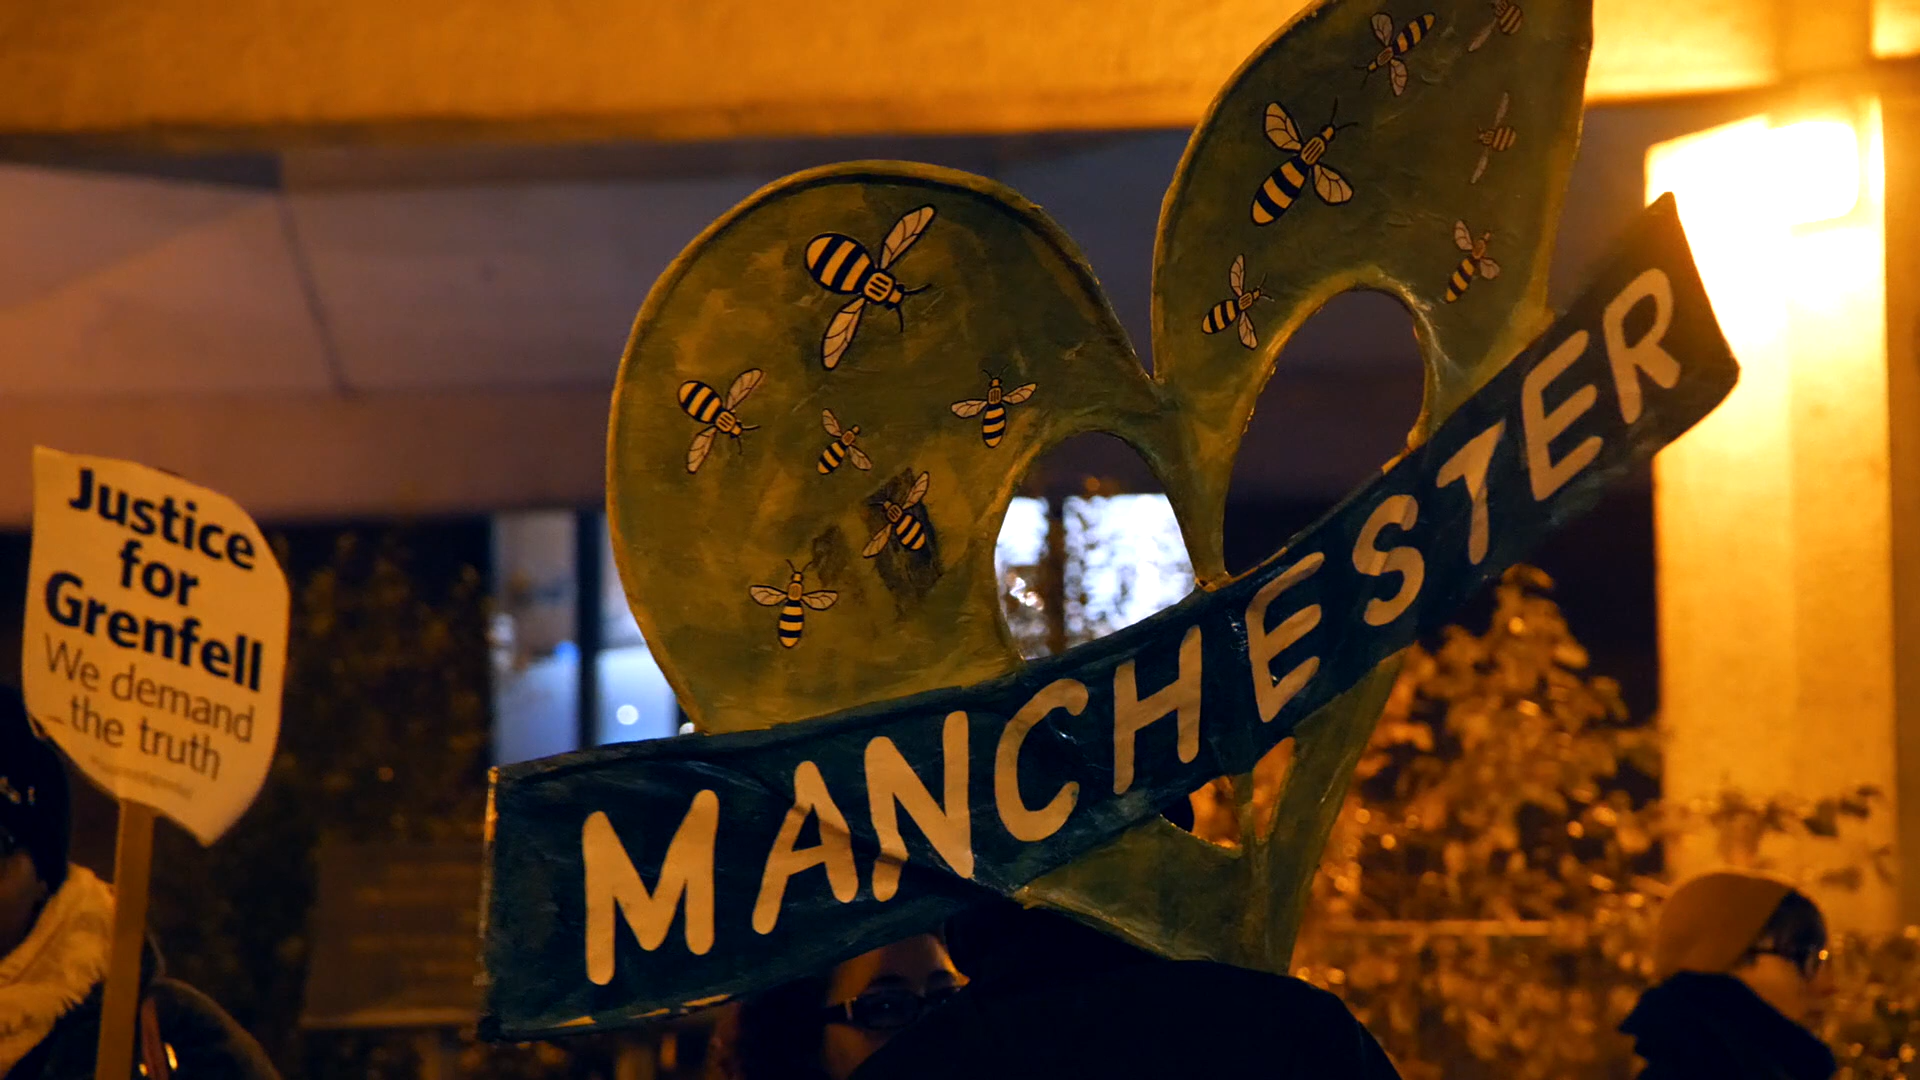 Justice
for
Grenfell
We demand
the truth
MANCHESTER